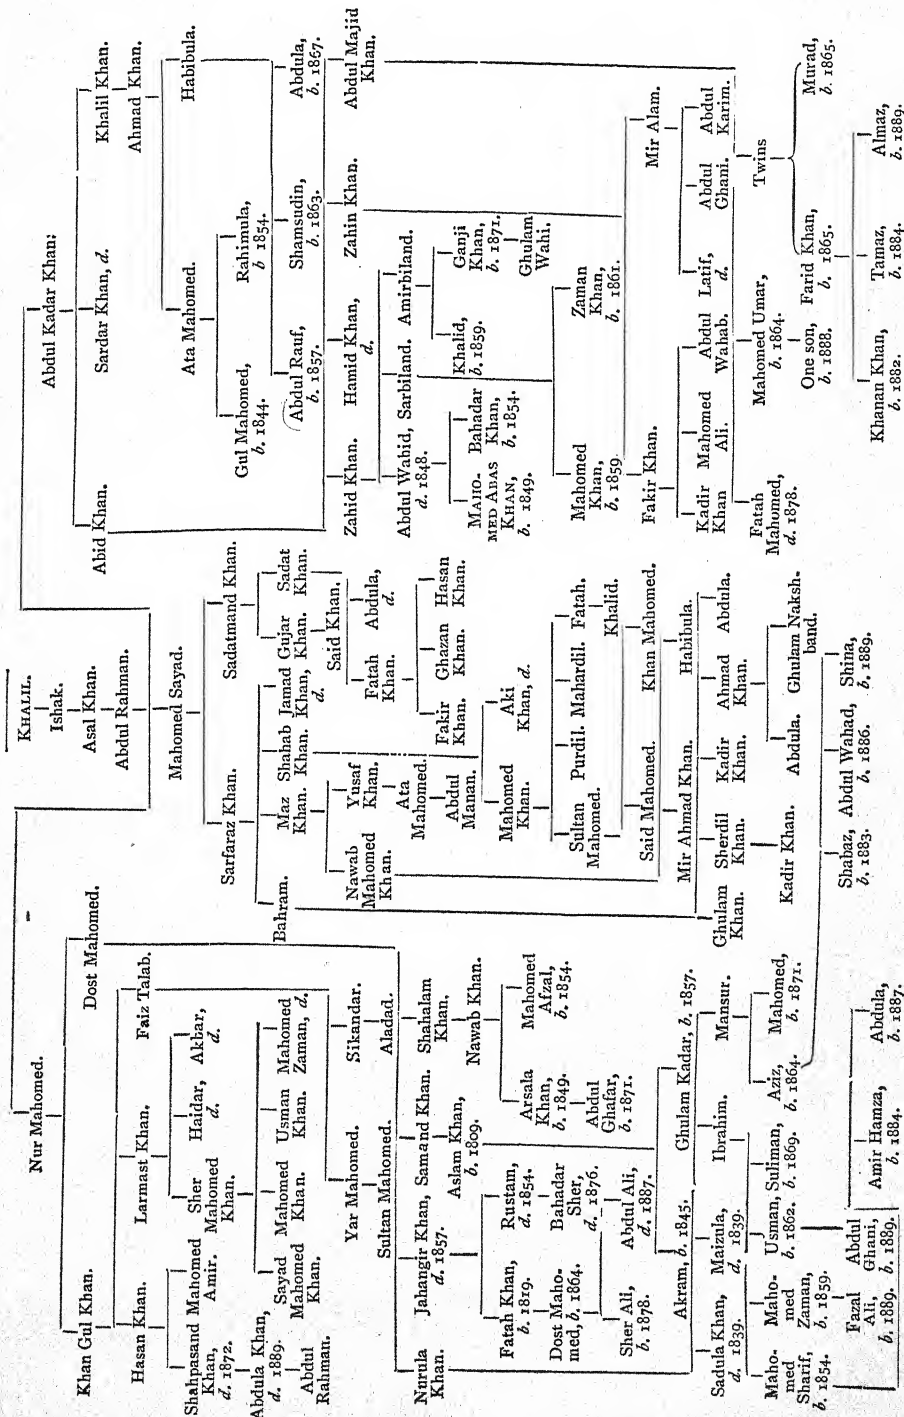 KHALIL.
Ishak.
Asal Khan.
Abdul Rahman.
Nur Mahomed.
Mahomed Sayad.
Abdul Kadar Khan:
Khan Gul Khan.
Dost Mahomed.
Hasan Khan.
Larmast Khan.
Faiz Talab.
Shahpasand
Khan,
d. 1872.
Mahomed
Amir.
Sher
Mahomed
Khan.
Haidar,
d.
Akbar,
d.
Abdula Khan,
d. 1889.
Abdul
Rahman.
Sayad
Mahomed
Khan.
Mahomed
Khan.
Usman
Khan.
Mahomed
Zaman, d.
Yar Mahomed.
Sikandar.
Sultan Mahomed.
Aladad.
Nurula
Khan.
Jahangir Khan,
d. 1857.
Samand Khan.
Shahalam
Khan.
Aslam Khan,
b. 1809.
Nawab Khan.
Fatah Khan,
b. 1819.
Rustam,
d. 1854.
Arsala
Khan,
b. 1849.
Mahomed
Afzal,
b. 1854.
Dost Maho-
med, b. 1864.
Bahadar
Sher,
d. 1876.
Abdul
Ghafar,
b. 1871.
Sher Ali,
b. 1878.
Abdul Ali,
d. 1887.
Akram, b. 1845.
Ghulam Kadar, b. 1857.
Sadula Khan,
d. 1839.
Maizula,
d. 1839.
Ibrahim.
Mansur.
Maho-
med
Sharif,
b. 1854.
Maho-
med
Zaman,
b. 1859.
Usman,
b. 1862.
Suliman,
b. 1869.
Aziz,
b. 1864.
Mahomed,
b. 1871.
Fazal
Ali,
b. 1889.
Abdul
Ghani,
b. 1889.
Amir Hamza,
b. 1884.
Abdula,
b. 1887.
Shabaz,
b. 1883.
Abdul Wahad,
b. 1886.
Shina,
b. 1889.
Sarfaraz Khan.
Sadatmand Khan.
Bahram.
Maz
Khan.
Shahab
Khan.
Jamad
Khan,
d.
Gujar
Khan.
Sadat
Khan.
Said Khan.
Nawab
Mahomed
Khan.
Yusaf
Khan.
Fatah
Khan.
Abdula,
d.
Ata
Mahomed.
Abdul
Manan.
Fakir
Khan.
Ghazan
Khan.
Hasan
Khan.
Mahomed
Khan.
Aki
Khan, d.
Sultan
Mahomed.
Purdil.
Mahardil.
Fatah.
Khalid.
Said Mahomed.
Khan Mahomed.
Mir Ahmad Khan.
Habibula.
Ghulam
Khan.
Sherdil
Khan.
Kadir
Khan.
Ahmad
Khan.
Abdula.
Kadir Khan.
Abdula.
Ghulam Naksh-
band.
Abid Khan.
Sardar Khan, d.
Khalil Khan.
Ahmad Khan.
Ata Mahomed.
Habibula.
Gul Mahomed,
b. 1844.
Rahimula,
b 1854.
Abdul Rauf,
b. 1857.
Shamsudin,
b. 1863.
Abdula,
b. 1867.
Zahid Khan.
Hamid Khan,
d.
Zahin Khan.
Abdul Majid
Khan.
Abdul Wahid,
d. 1848.
Sarbiland.
Amirbiland.
MAHO-
MED ABAS
KHAN,
b. 1849.
Bahadar
Khan,
b. 1854.
Khalid,
b. 1859.
Ganji
Khan,
b. 1871.
Ghulam
Wahi.
Mahomed
Khan,
b. 1859.
Zaman
Khan,
b. 1861.
Fakir Khan.
Mir Alam.
Kadir
Khan
Mahomed
Ali.
Abdul
Wahab.
Abdul
Latif,
d.
Abdul
Ghani.
Abdul
Karim.
Fatah
Mahomed,
d. 1878.
Mahomed Umar,
b. 1864.
Twins
One son,
b. 1888.
Farid Khan,
b. 1865.
Murad,
b. 1865.
Khanan Khan,
b. 1882.
Tamaz,
b. 1884.
Almaz,
b. 1889.